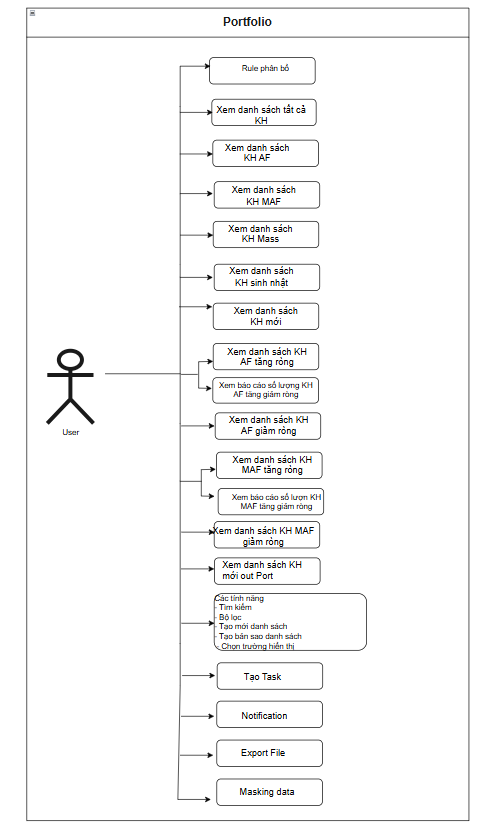 Portfolio
Rule phân bổ
Xem danh sách tất cả
KH
Xem danh sách
KH AF
Xem danh sách
KH MAF
Xem danh sách
KH Mass
Xem danh sách
KH sinh nhật
Xem danh sách
KH mới
Xem danh sách KH
AF tăng ròng
Xem báo cáo số lượng KH
AF tăng giảm ròng
User
Xem danh sách KH
AF giảm ròng
Xem danh sách KH
MAF tăng ròng
Xem báo cáo số lượn KH
MAF tăng giảm ròng
Xem danh sách KH MAF
giảm ròng
Xem danh sách KH
mới out Port
Các tính năng
- Tìm kiếm
- Bộ lọc
- Tạo mới danh sách
- Tạo bản sao danh sách
- Chọn trường hiển thị
Tạo Task
Notification
Export File
Masking data